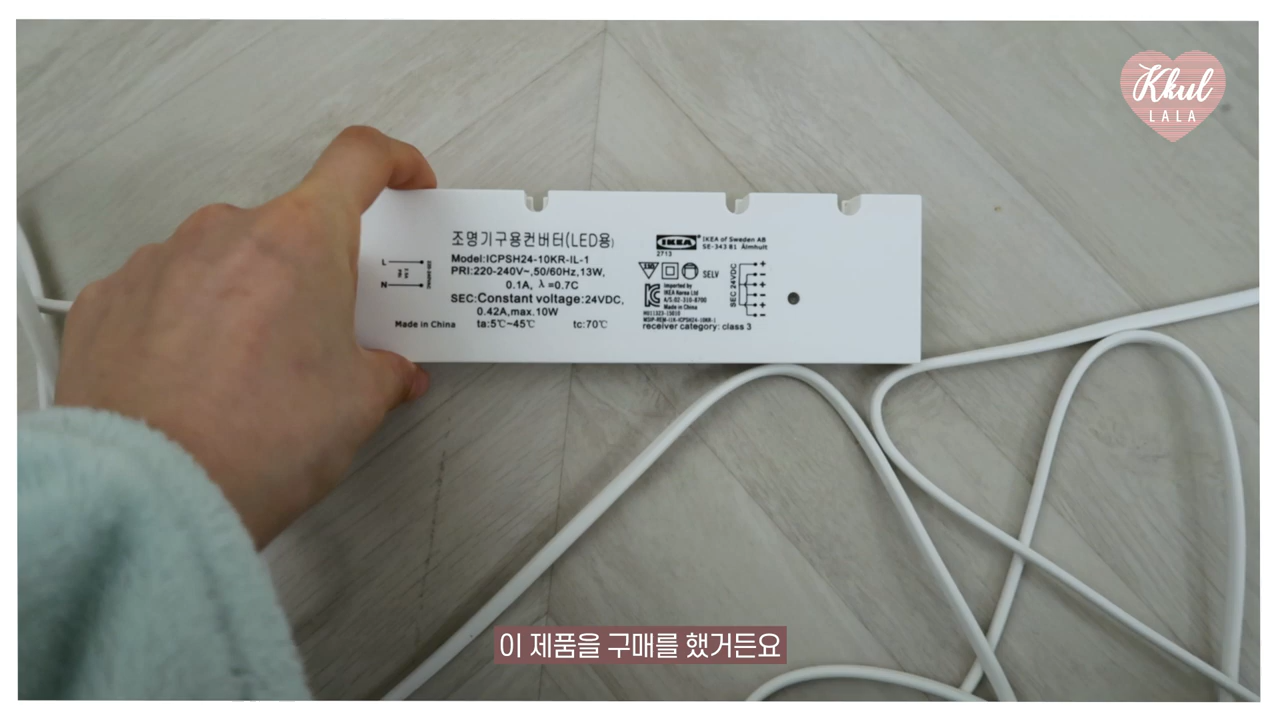 Kkul
LALA
조명기구용컨버터(LED용)
Model:ICPSH24-10KR-IL-1
PRI:220-240V~,50/60Hz,13W,
0.1A, λ=0.7C
SEC:Constant voltage:24VDC,
0.42A,max.10W
Made in China ta:5℃~45℃ tc:70℃
L
N
IKEA
IKEA of Sweden AB
SE-343 81 Älmhult
2713
SELV
Imported by
IKEA Korea Ltd
Made in China
receiver category: class 3
SEC 24VDC
+
-
+
-
+
-
이 제품을 구매를 했거든요